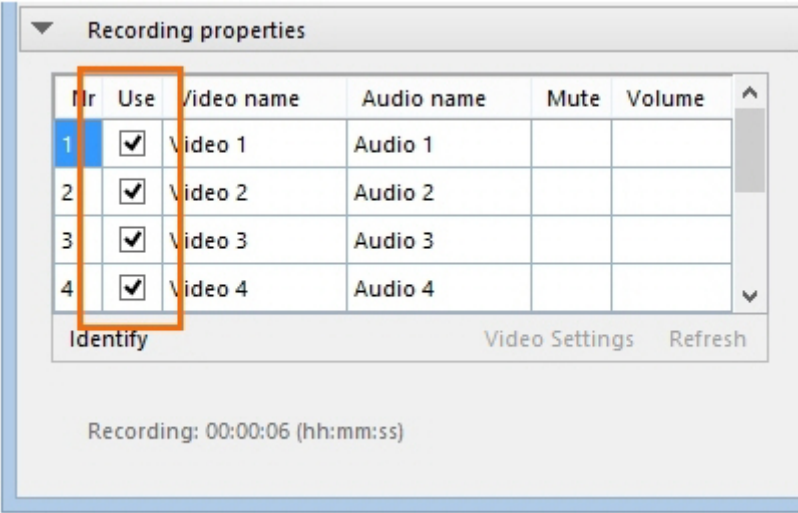 Recording properties
Nr Use Video name Audio name Mute Volume
1 Video 1 Audio 1
2 Video 2 Audio 2
3 Video 3 Audio 3
4 Video 4 Audio 4
Identify Video Settings Refresh
Recording: 00:00:06 (hh:mm:ss)